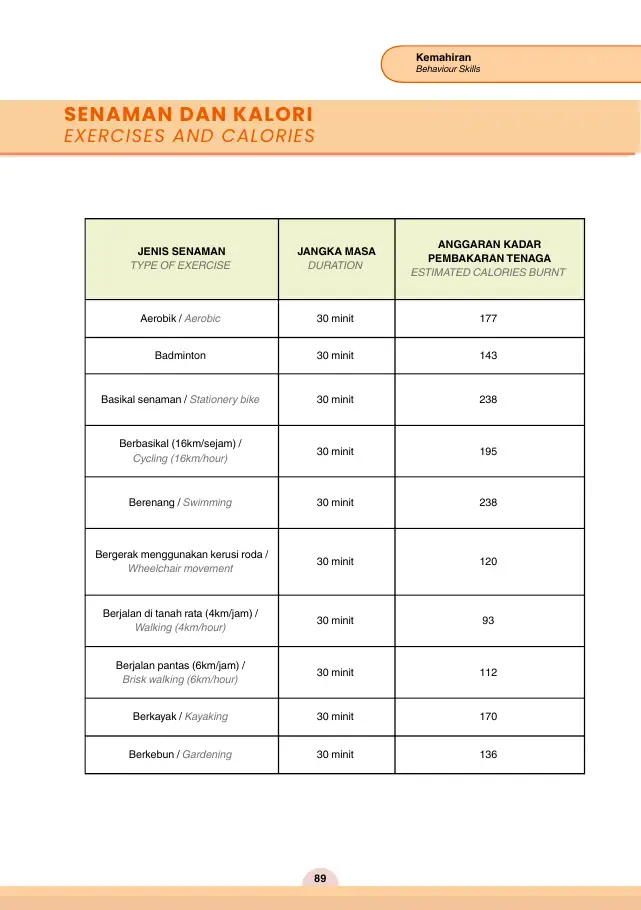 Kemahiran
Behaviour Skills
SENAMAN DAN KALORI
EXERCISES AND CALORIES
JENIS SENAMAN
TYPE OF EXERCISE
JANGKA MASA
DURATION
ANGGARAN KADAR
PEMBAKARAN TENAGA
ESTIMATED CALORIES BURNT
Aerobik / Aerobic
30 minit
177
Badminton
30 minit
143
Basikal senaman / Stationery bike
30 minit
238
Berbasikal (16km/sejam) /
Cycling (16km/hour)
30 minit
195
Berenang / Swimming
30 minit
238
Bergerak menggunakan kerusi roda /
Wheelchair movement
30 minit
120
Berjalan di tanah rata (4km/jam) /
Walking (4km/hour)
30 minit
93
Berjalan pantas (6km/jam) /
Brisk walking (6km/hour)
30 minit
112
Berkayak / Kayaking
30 minit
170
Berkebun / Gardening
30 minit
136
89